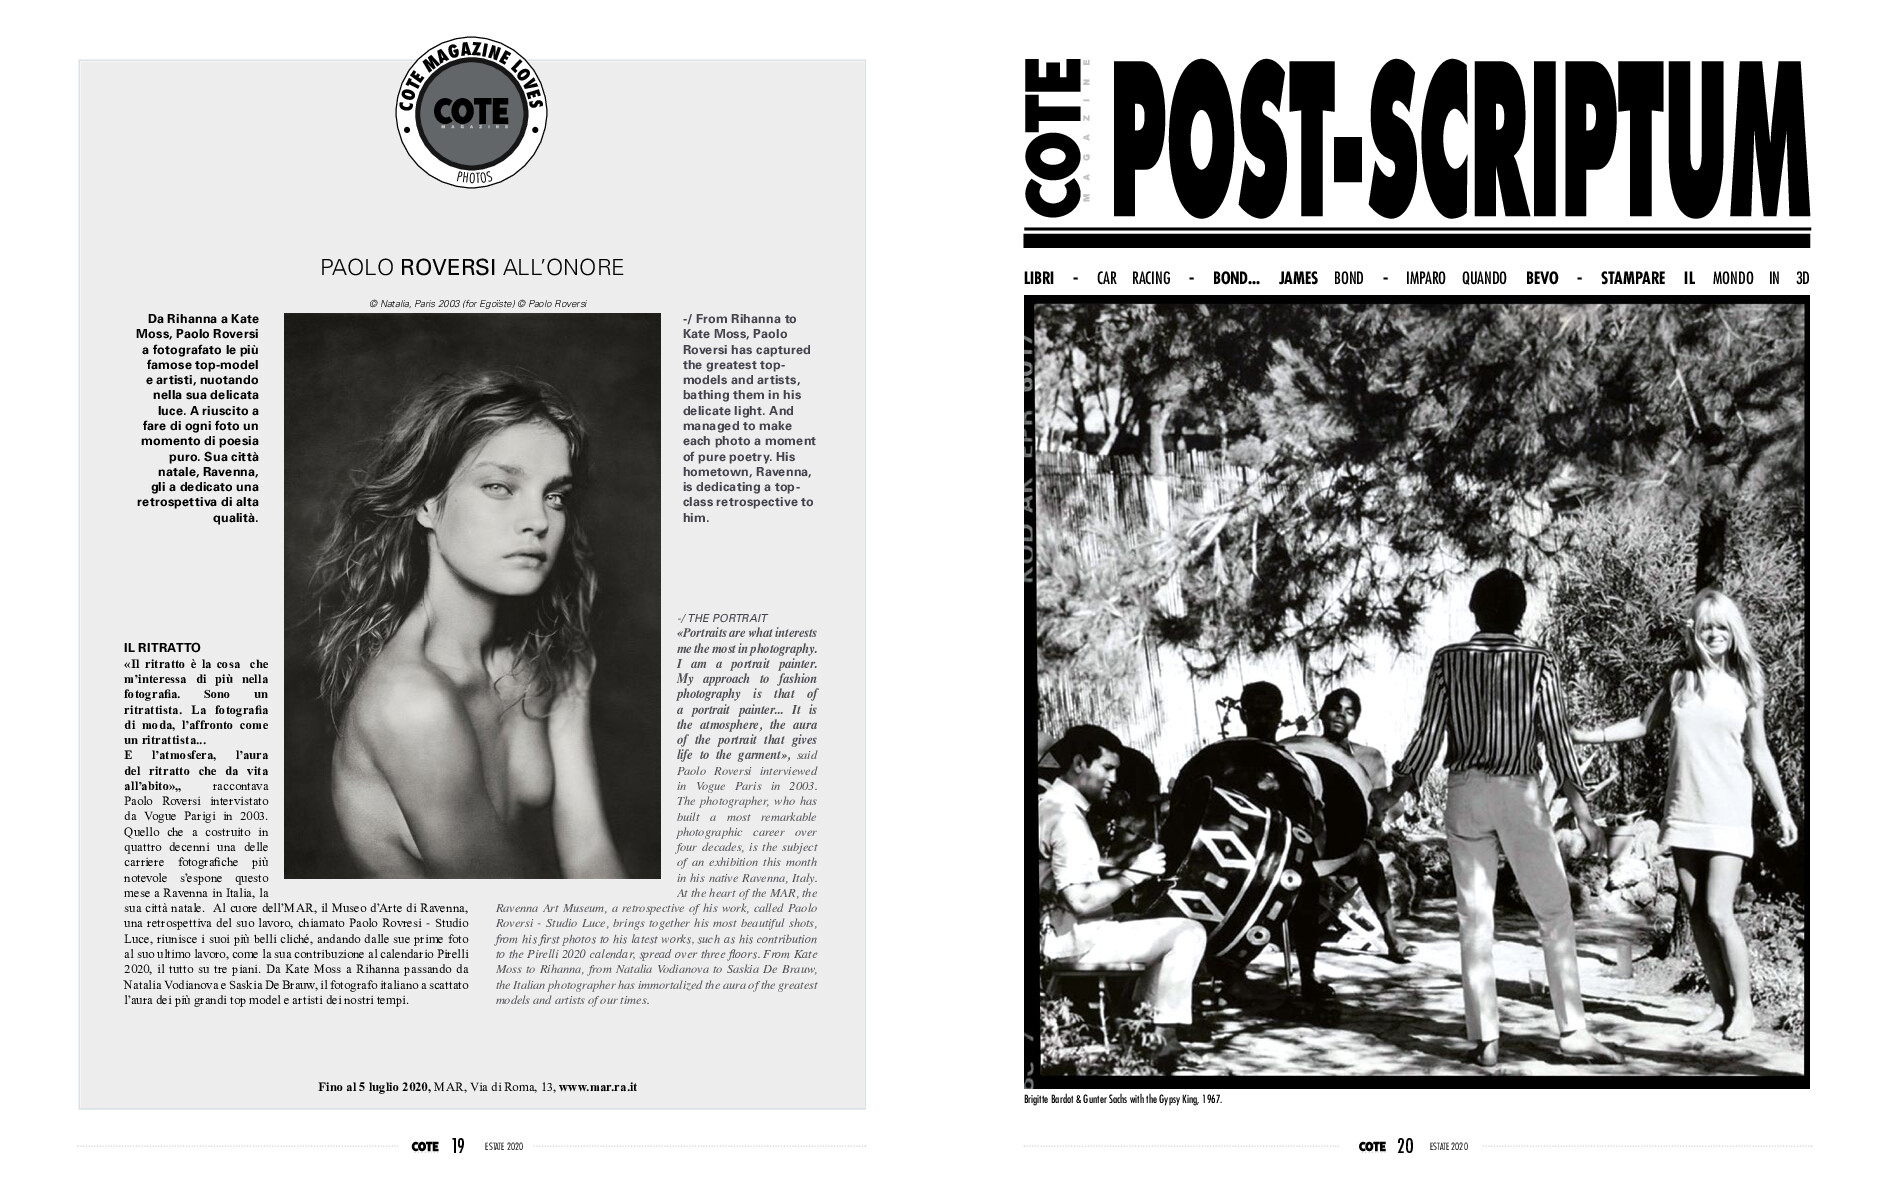 COTE MAGAZINE LOVES
COTE
MAGAZINE
PHOTOS
PAOLO ROVERSI ALL'ONORE
© Natalia, Paris 2003 (for Egoïste) © Paolo Roversi
Da Rihanna a Kate
Moss, Paolo Roversi
a fotografato le più
famose top-model
e artisti, nuotando
nella sua delicata
luce. A riuscito a
fare di ogni foto un
momento di poesia
puro. Sua città
natale, Ravenna,
gli a dedicato una
retrospettiva di alta
qualità.
-/ From Rihanna to
Kate Moss, Paolo
Roversi has captured
the greatest top-
models and artists,
bathing them in his
delicate light. And
managed to make
each photo a moment
of pure poetry. His
hometown, Ravenna,
is dedicating a top-
class retrospective to
him.
IL RITRATTO
«Il ritratto è la cosa che
m'interessa di più nella
fotografia. Sono un
ritrattista. La fotografia
di moda, l'affronto come
un ritrattista...
E l'atmosfera, l'aura
del ritratto che da vita
all'abito»,, raccontava
Paolo Roversi intervistato
da Vogue Parigi in 2003.
Quello che a costruito in
quattro decenni una delle
carriere fotografiche più
notevole s'espone questo
mese a Ravenna in Italia, la
sua città natale. Al cuore dell'MAR, il Museo d'Arte di Ravenna,
una retrospettiva del suo lavoro, chiamato Paolo Rovresi - Studio
Luce, riunisce i suoi più belli cliché, andando dalle sue prime foto
al suo ultimo lavoro, come la sua contribuzione al calendario Pirelli
2020, il tutto su tre piani. Da Kate Moss a Rihanna passando da
Natalia Vodianova e Saskia De Brauw, il fotografo italiano a scattato
l'aura dei più grandi top model e artisti dei nostri tempi.
-/ THE PORTRAIT
«Portraits are what interests
me the most in photography.
I am a portrait painter.
My approach to fashion
photography is that of
a portrait painter... It is
the atmosphere, the aura
of the portrait that gives
life to the garment», said
Paolo Roversi interviewed
in Vogue Paris in 2003.
The photographer, who has
built a most remarkable
photographic career over
four decades, is the subject
of an exhibition this month
in his native Ravenna, Italy.
At the heart of the MAR, the
Ravenna Art Museum, a retrospective of his work, called Paolo
Roversi - Studio Luce, brings together his most beautiful shots,
from his first photos to his latest works, such as his contribution
to the Pirelli 2020 calendar, spread over three floors. From Kate
Moss to Rihanna, from Natalia Vodianova to Saskia De Brauw,
the Italian photographer has immortalized the aura of the greatest
models and artists of our times.
Fino al 5 luglio 2020, MAR, Via di Roma, 13, www.mar.ra.it
COTE 19 ESTATE 2020
COTE
MAGAZINE
POST-SCRIPTUM
LIBRI - CAR RACING - BOND... JAMES BOND - IMPARO QUANDO BEVO - STAMPARE IL MONDO IN 3D
Brigitte Bardot & Gunter Sachs with the Gypsy King, 1967.
COTE 20 ESTATE 2020